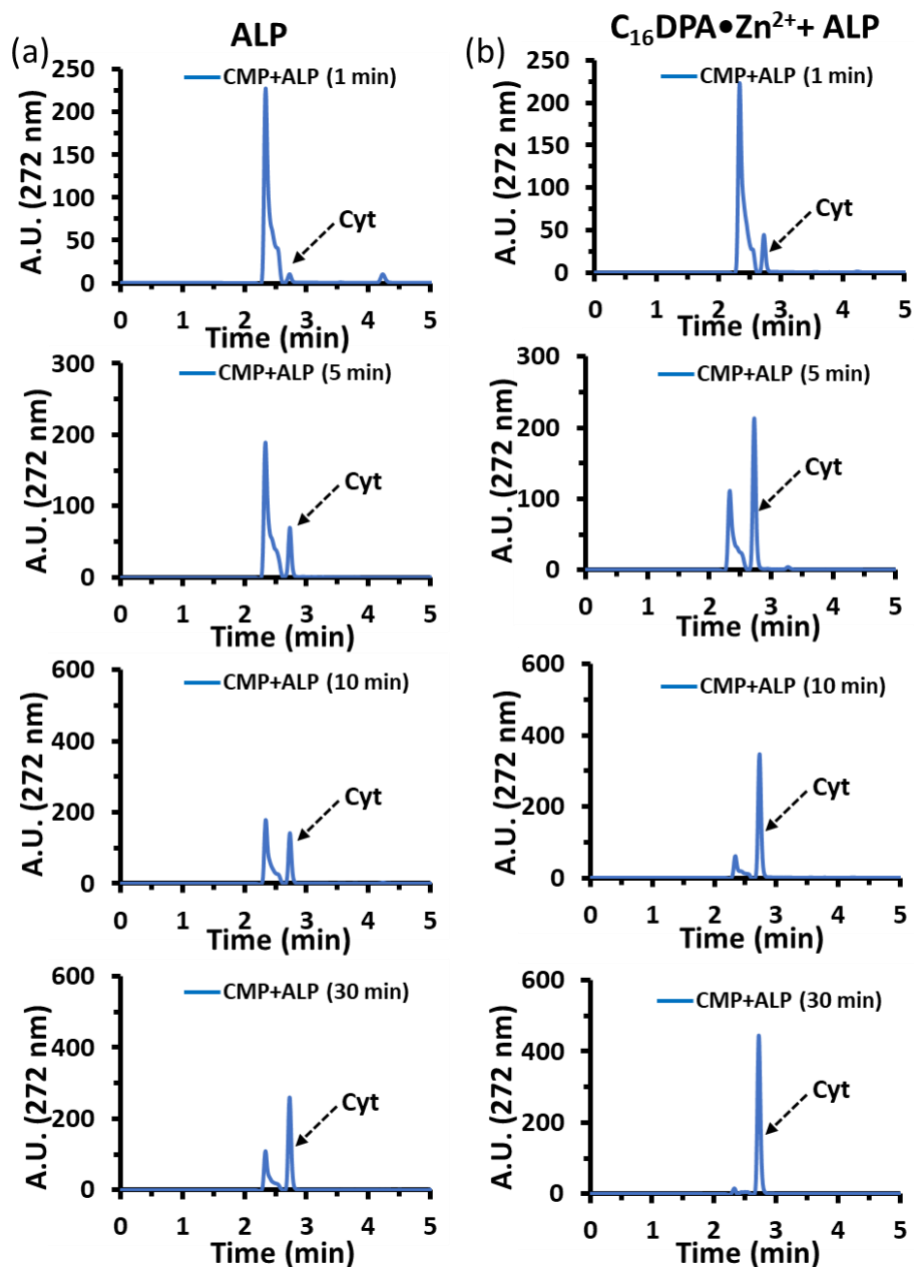 (a) ALP
250
200
150
100
50
0
A.U. (272 nm)
CMP+ALP (1 min)
Cyt
0 1 2 3 4 5
Time (min)
300
200
100
0
A.U. (272 nm)
CMP+ALP (5 min)
Cyt
0 1 2 3 4 5
Time (min)
600
400
200
0
A.U. (272 nm)
CMP+ALP (10 min)
Cyt
0 1 2 3 4 5
Time (min)
600
400
200
0
A.U. (272 nm)
CMP+ALP (30 min)
Cyt
0 1 2 3 4 5
Time (min)
(b) C₁₆DPA•Zn²⁺+ ALP
250
200
150
100
50
0
A.U. (272 nm)
CMP+ALP (1 min)
Cyt
0 1 2 3 4 5
Time (min)
300
200
100
0
A.U. (272 nm)
CMP+ALP (5 min)
Cyt
0 1 2 3 4 5
Time (min)
600
400
200
0
A.U. (272 nm)
CMP+ALP (10 min)
Cyt
0 1 2 3 4 5
Time (min)
600
400
200
0
A.U. (272 nm)
CMP+ALP (30 min)
Cyt
0 1 2 3 4 5
Time (min)